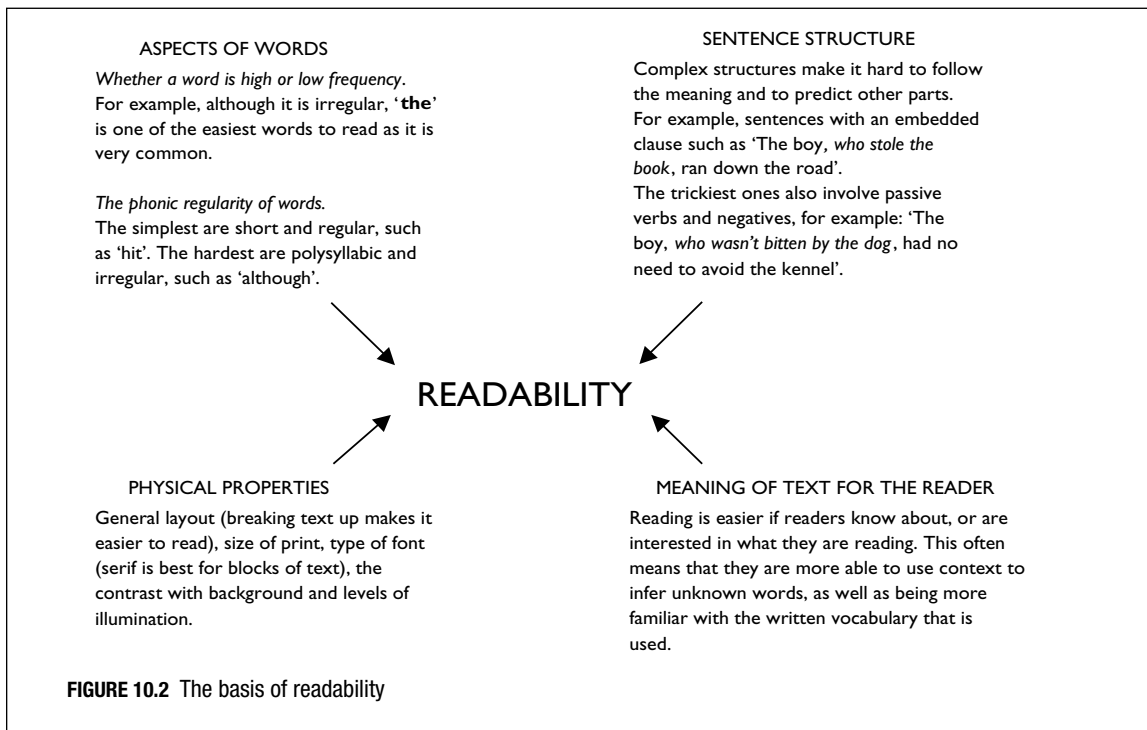 ASPECTS OF WORDS
Whether a word is high or low frequency.
For example, although it is irregular, ‘the’
is one of the easiest words to read as it is
very common.
The phonic regularity of words.
The simplest are short and regular, such
as ‘hit’. The hardest are polysyllabic and
irregular, such as ‘although’.
SENTENCE STRUCTURE
Complex structures make it hard to follow
the meaning and to predict other parts.
For example, sentences with an embedded
clause such as ‘The boy, who stole the
book, ran down the road’.
The trickiest ones also involve passive
verbs and negatives, for example: ‘The
boy, who wasn’t bitten by the dog, had no
need to avoid the kennel’.
READABILITY
PHYSICAL PROPERTIES
General layout (breaking text up makes it
easier to read), size of print, type of font
(serif is best for blocks of text), the
contrast with background and levels of
illumination.
MEANING OF TEXT FOR THE READER
Reading is easier if readers know about, or are
interested in what they are reading. This often
means that they are more able to use context to
infer unknown words, as well as being more
familiar with the written vocabulary that is
used.
FIGURE 10.2 The basis of readability